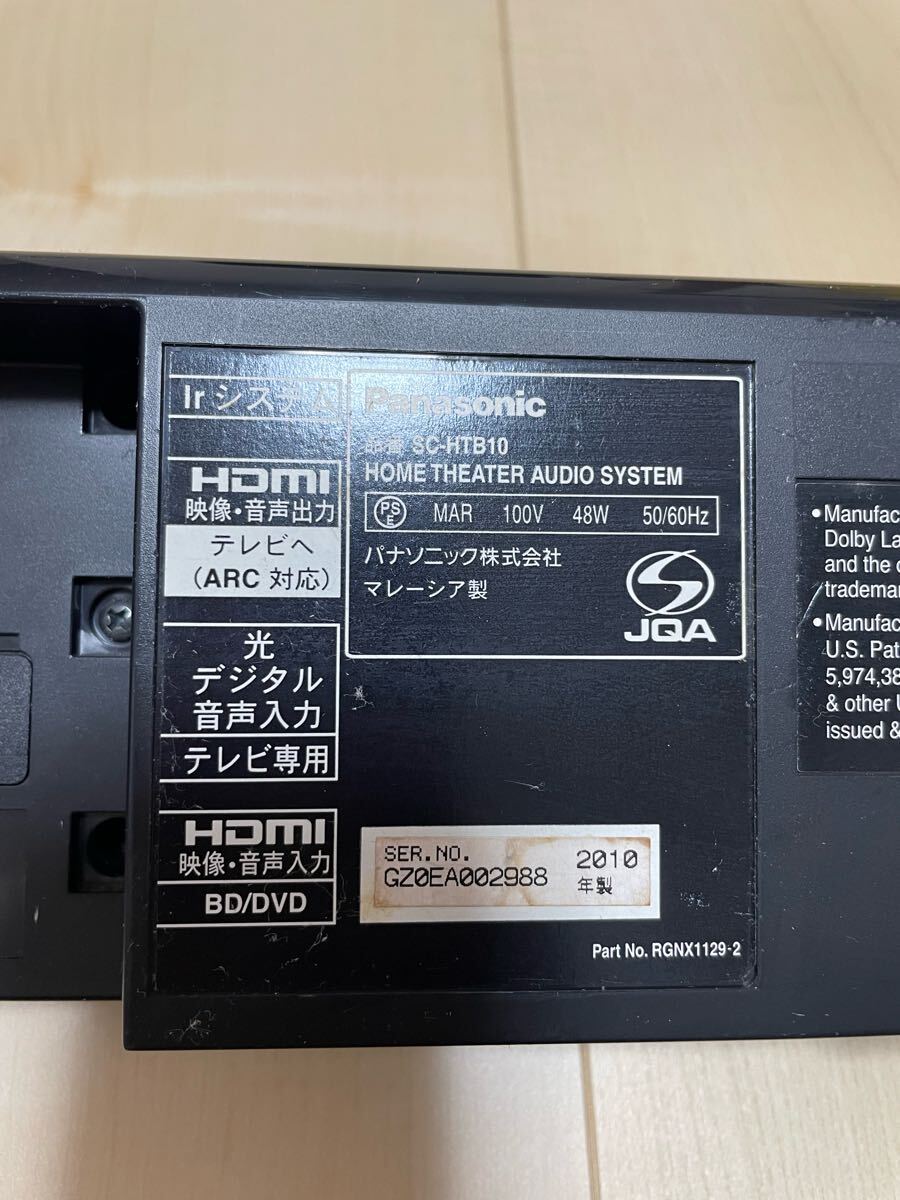 Ir システム
HDMI
映像・音声出力
テレビへ
(ARC 対応)
光
デジタル
音声入力
テレビ専用
HDMI
映像・音声入力
BD/DVD
Panasonic
品番 SC-HTB10
HOME THEATER AUDIO SYSTEM
PSE MAR 100V 48W 50/60Hz
パナソニック株式会社
マレーシア製
JQA
SER.NO.
GZ0EA002988
2010
年製
Part No. RGNX1129-2
•Manufac
Dolby La
and the
trademar
•Manufac
U.S. Pat
5,974,38
& other
issued &